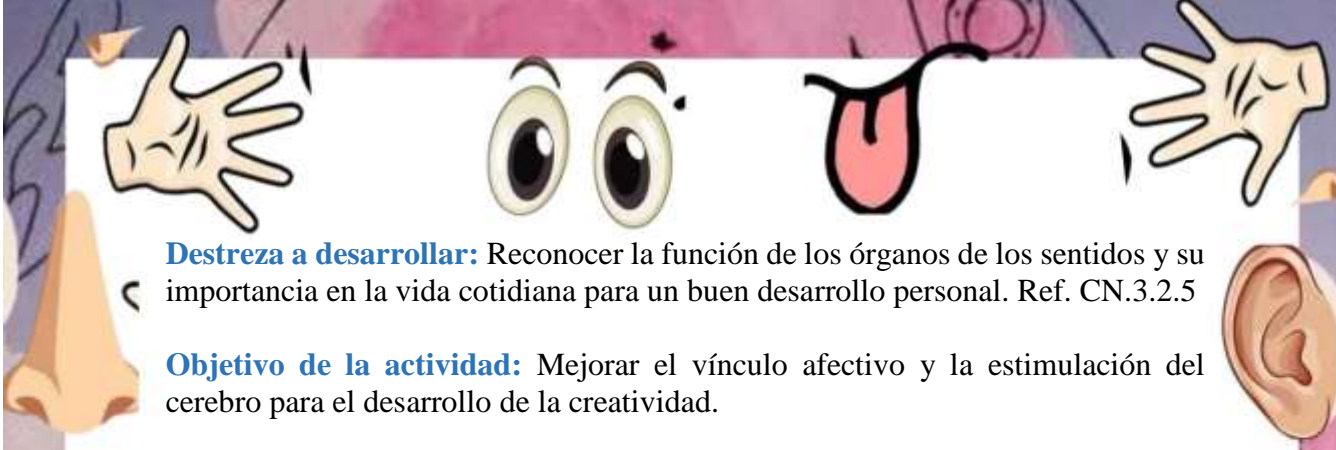 Destreza a desarrollar: Reconocer la función de los órganos de los sentidos y su
importancia en la vida cotidiana para un buen desarrollo personal. Ref. CN.3.2.5
Objetivo de la actividad: Mejorar el vínculo afectivo y la estimulación del
cerebro para el desarrollo de la creatividad.